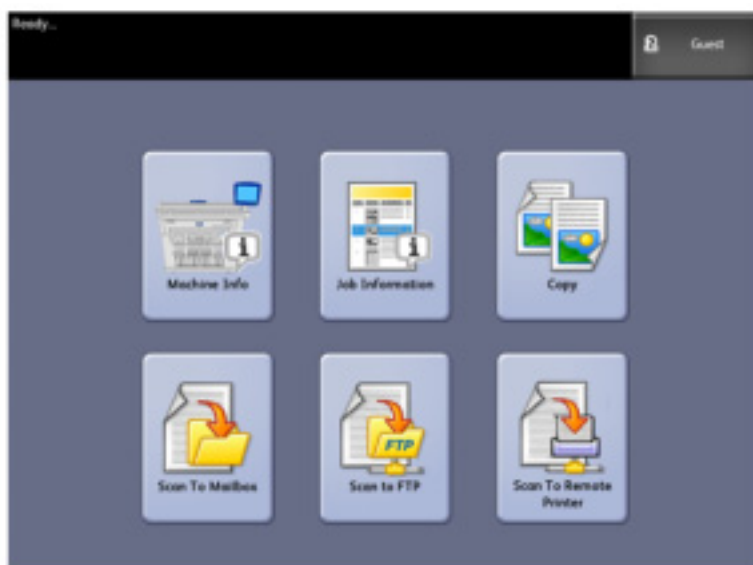 Ready...
Guest
Machine Info
Job Information
Copy
Scan To Mailbox
FTP
Scan to FTP
Scan To Remote
Printer